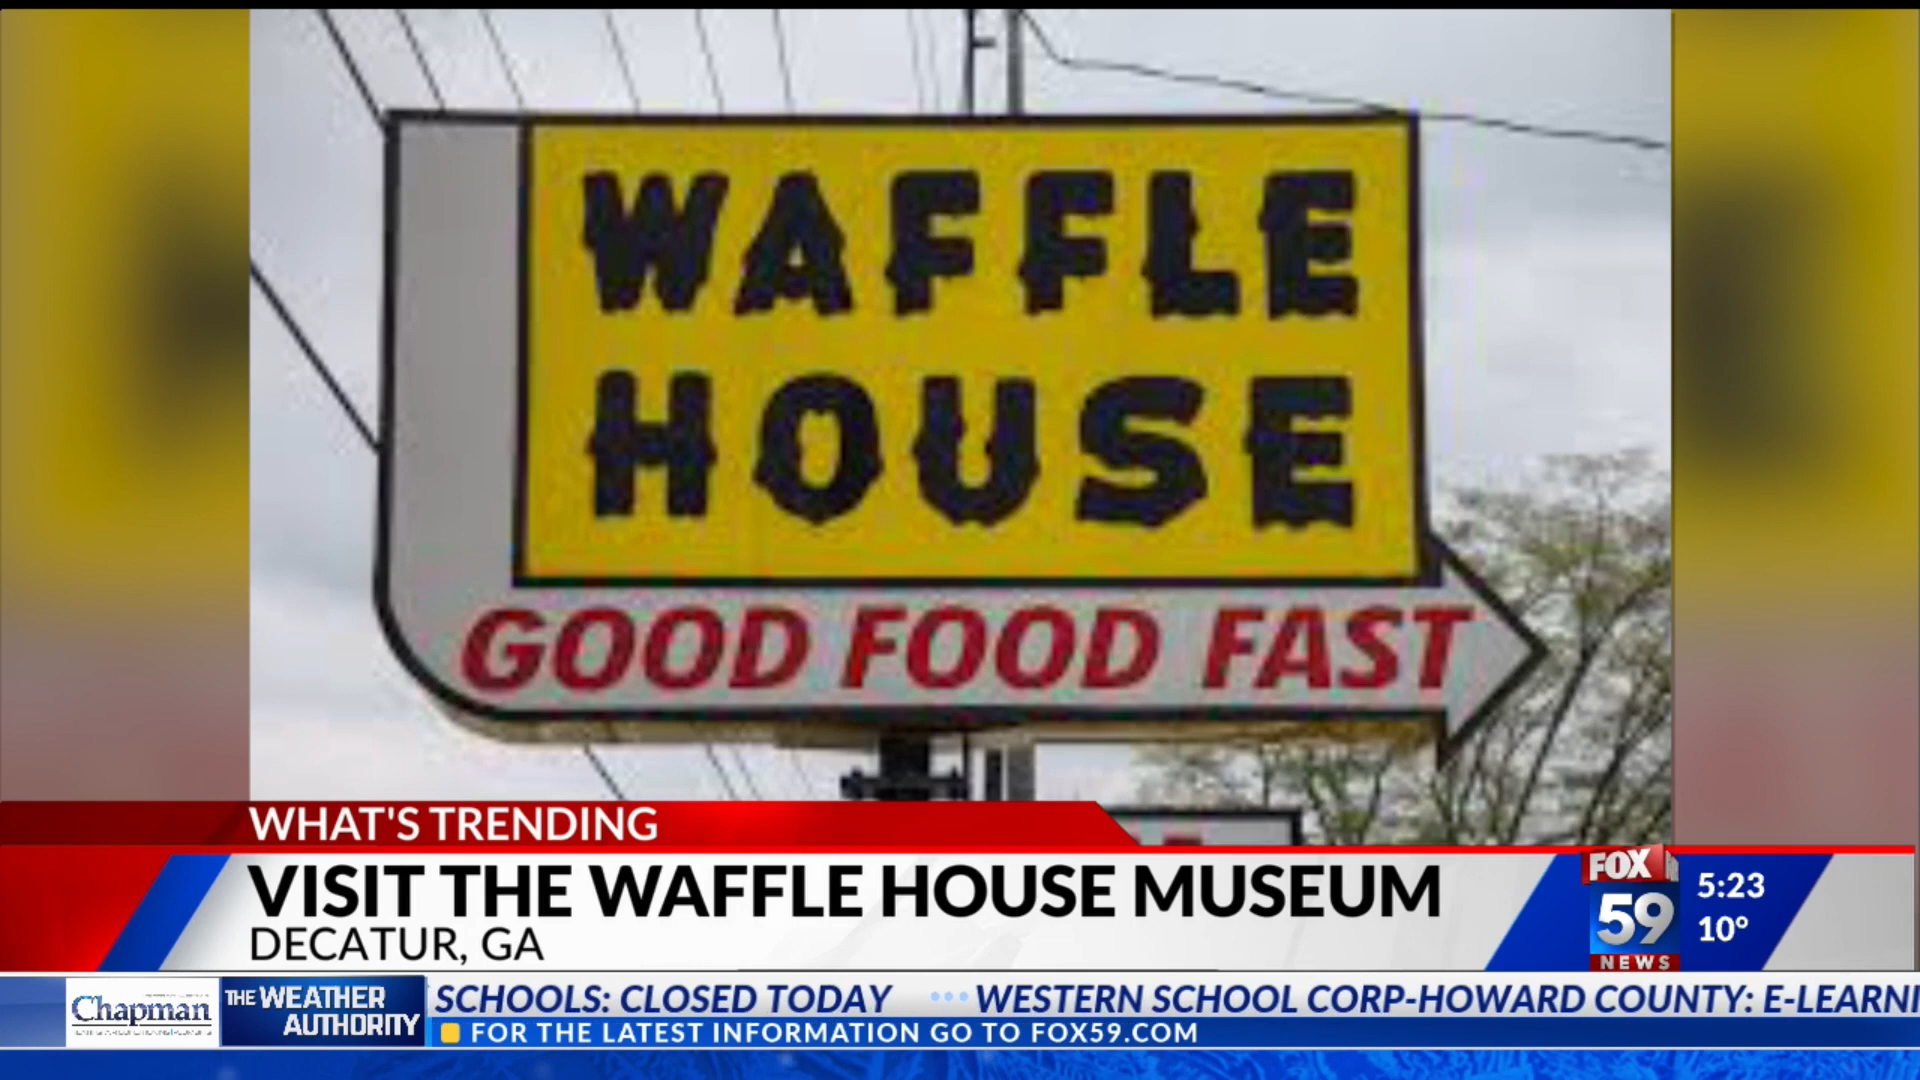 WAFFLE
HOUSE
GOOD FOOD FAST
WHAT'S TRENDING
VISIT THE WAFFLE HOUSE MUSEUM
DECATUR, GA
FOX
59
NEWS
5:23
10°
Chapman
THE WEATHER
AUTHORITY
SCHOOLS: CLOSED TODAY ••• WESTERN SCHOOL CORP-HOWARD COUNTY: E-LEARNI
FOR THE LATEST INFORMATION GO TO FOX59.COM